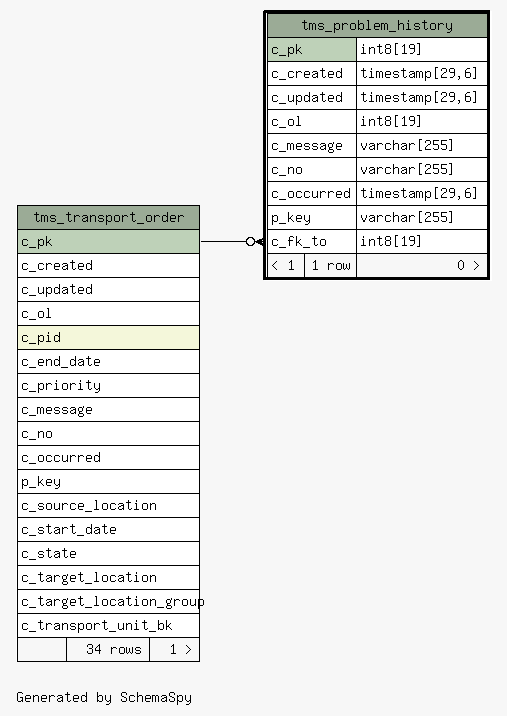 tms_problem_history
c_pk int8[19]
c_created timestamp[29,6]
c_updated timestamp[29,6]
c_ol int8[19]
c_message varchar[255]
c_no varchar[255]
c_occurred timestamp[29,6]
p_key varchar[255]
c_fk_to int8[19]
< 1 1 row 0 >
tms_transport_order
c_pk
c_created
c_updated
c_ol
c_pid
c_end_date
c_priority
c_message
c_no
c_occurred
p_key
c_source_location
c_start_date
c_state
c_target_location
c_target_location_group
c_transport_unit_bk
34 rows 1 >
Generated by SchemaSpy